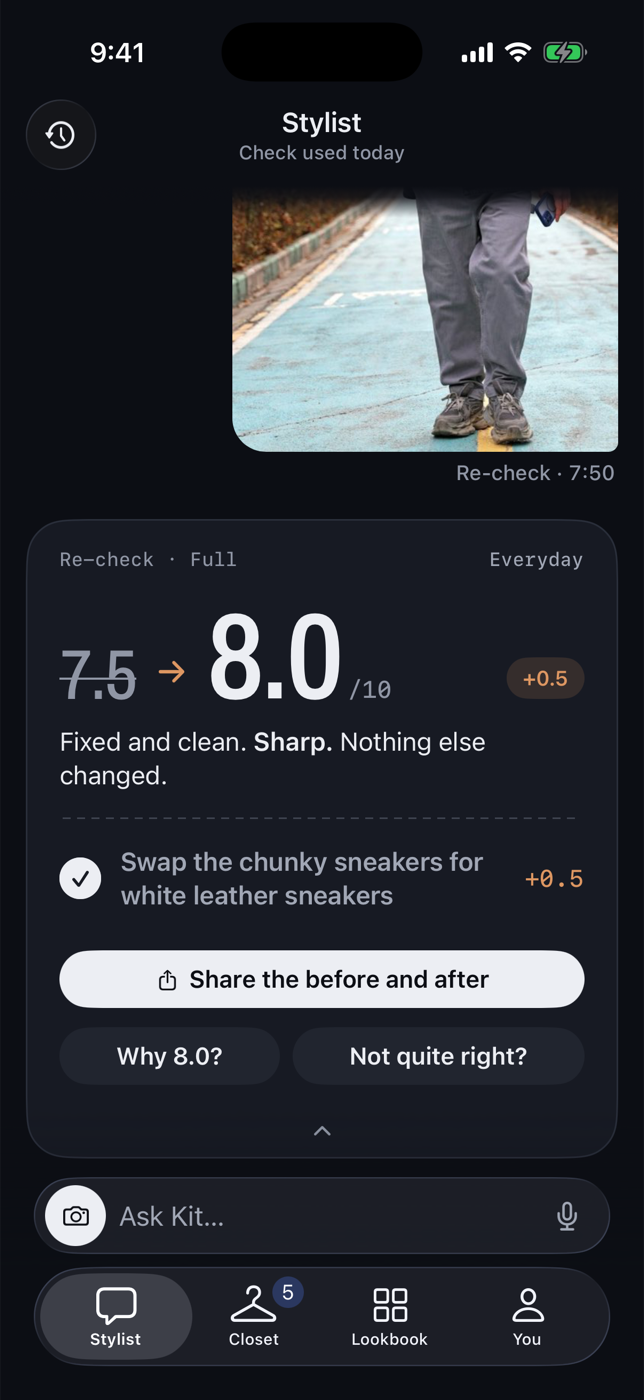 9:41
Stylist
Check used today
Re-check · 7:50
Re-check · Full
Everyday
7.5 → 8.0 /10
+0.5
Fixed and clean. Sharp. Nothing else
changed.
Swap the chunky sneakers for
white leather sneakers
+0.5
Share the before and after
Why 8.0?
Not quite right?
Ask Kit...
5
Stylist
Closet
Lookbook
You